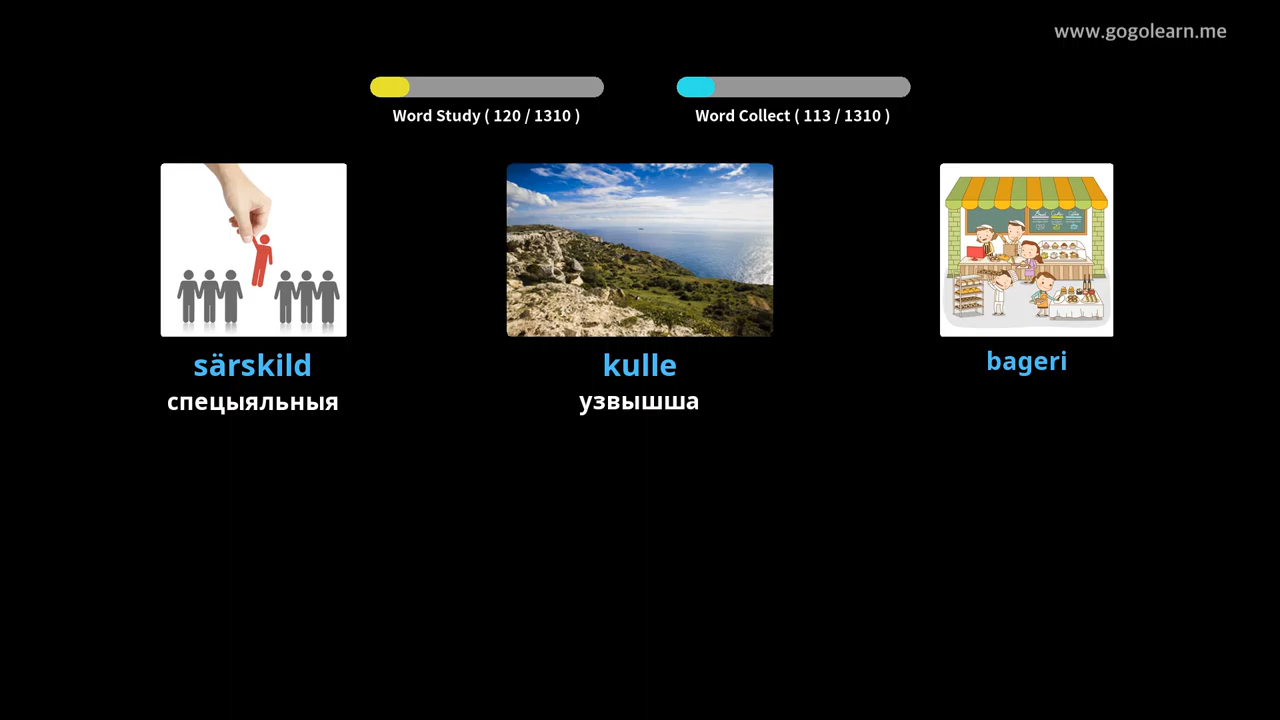 www.gogolearn.me
Word Study ( 120 / 1310 )
Word Collect ( 113 / 1310 )
särskild
спецыяльныя
kulle
узвышша
bageri